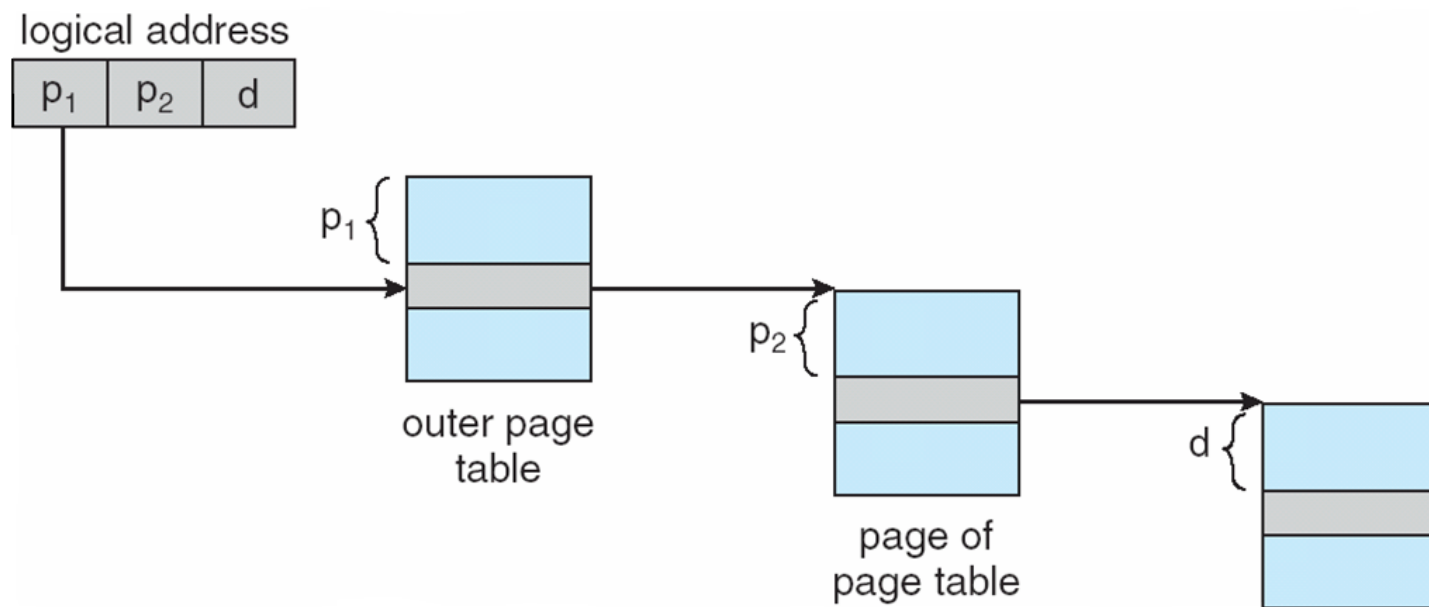 logical address
p₁ p₂ d
p₁
outer page
table
p₂
page of
page table
d